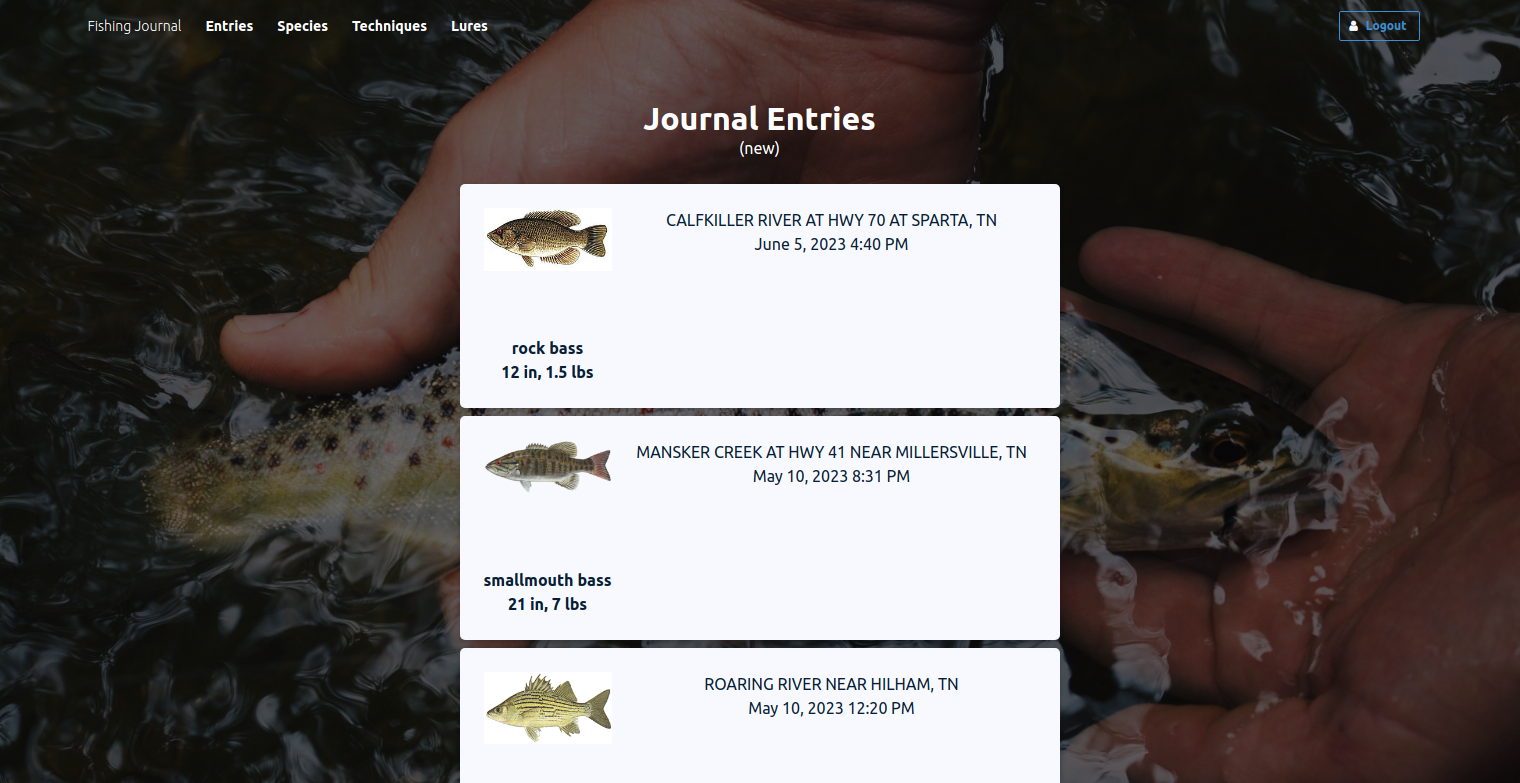 Fishing Journal Entries Species Techniques Lures Logout
Journal Entries
(new)
CALFKILLER RIVER AT HWY 70 AT SPARTA, TN
June 5, 2023 4:40 PM
rock bass
12 in, 1.5 lbs
MANSKER CREEK AT HWY 41 NEAR MILLERSVILLE, TN
May 10, 2023 8:31 PM
smallmouth bass
21 in, 7 lbs
ROARING RIVER NEAR HILHAM, TN
May 10, 2023 12:20 PM